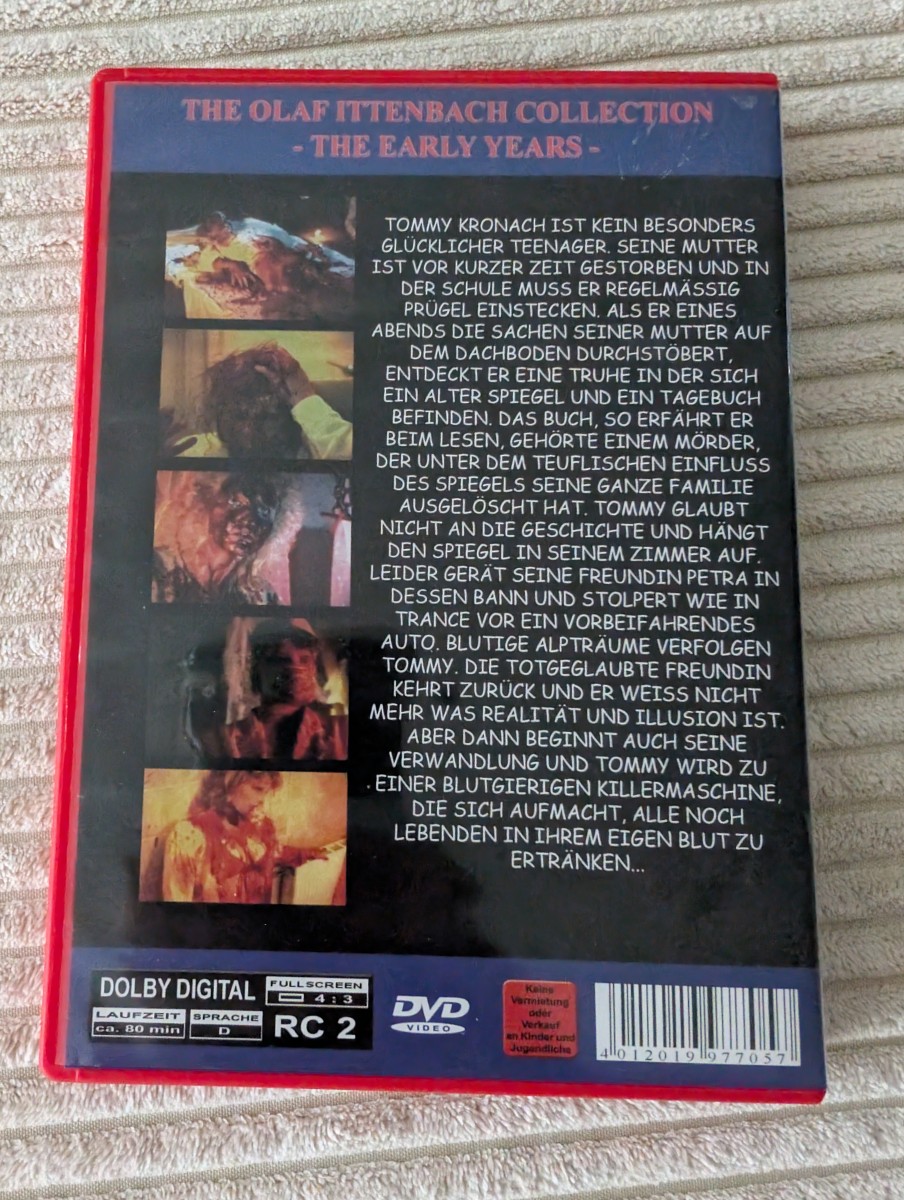 THE OLAF ITTENBACH COLLECTION
- THE EARLY YEARS -
TOMMY KRONACH IST KEIN BESONDERS
GLÜCKLICHER TEENAGER. SEINE MUTTER
IST VOR KURZER ZEIT GESTORBEN UND IN
DER SCHULE MUSS ER REGELMÄSSIG
PRÜGEL EINSTECKEN. ALS ER EINES
ABENDS DIE SACHEN SEINER MUTTER AUF
DEM DACHBODEN DURCHSTÖBERT,
ENTDECKT ER EINE TRUHE IN DER SICH
EIN ALTER SPIEGEL UND EIN TAGEBUCH
BEFINDEN. DAS BUCH, SO ERFÄHRT ER
BEIM LESEN, GEHÖRTE EINEM MÖRDER,
DER UNTER DEM TEUFLISCHEN EINFLUSS
DES SPIEGELS SEINE GANZE FAMILIE
AUSGELÖSCHT HAT. TOMMY GLAUBT
NICHT AN DIE GESCHICHTE UND HÄNGT
DEN SPIEGEL IN SEINEM ZIMMER AUF.
LEIDER GERÄT SEINE FREUNDIN PETRA IN
DESSEN BANN UND STOLPERT WIE IN
TRANCE VOR EIN VORBEIFAHRENDES
AUTO. BLUTIGE ALPTRÄUME VERFOLGEN
TOMMY. DIE TOTGEGLAUBTE FREUNDIN
KEHRT ZURÜCK UND ER WEISS NICHT
MEHR WAS REALITÄT UND ILLUSION IST.
ABER DANN BEGINNT AUCH SEINE
VERWANDLUNG UND TOMMY WIRD ZU
EINER BLUTGIERIGEN KILLERMASCHINE,
DIE SICH AUFMACHT, ALLE NOCH
LEBENDEN IN IHREM EIGEN BLUT ZU
ERTRÄNKEN...
DOLBY DIGITAL
FULLSCREEN
4:3
LAUFZEIT
ca. 80 min
SPRACHE
D
RC 2
DVD
VIDEO
Keine
Vermietung
oder
Verkauf
an Kinder und
Jugendliche
4 012019 977057